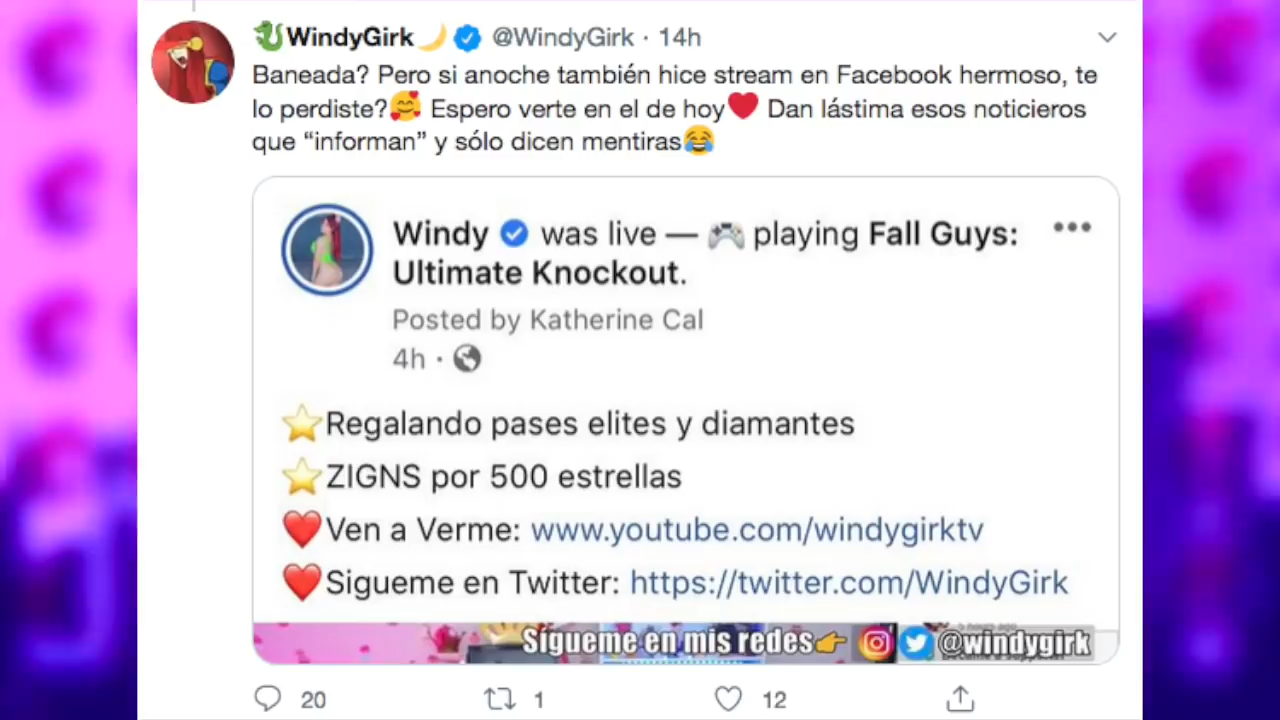 🐉WindyGirk🌙 @WindyGirk · 14h
Baneada? Pero si anoche también hice stream en Facebook hermoso, te
lo perdiste?🥰 Espero verte en el de hoy❤️ Dan lástima esos noticieros
que “informan” y sólo dicen mentiras😂
Windy was live — 🎮 playing Fall Guys:
Ultimate Knockout.
Posted by Katherine Cal
4h ·
⭐Regalando pases elites y diamantes
⭐ZIGNS por 500 estrellas
❤️Ven a Verme: www.youtube.com/windygirktv
❤️Sigueme en Twitter: https://twitter.com/WindyGirk
Sígueme en mis redes👉 @windygirk
20 1 12